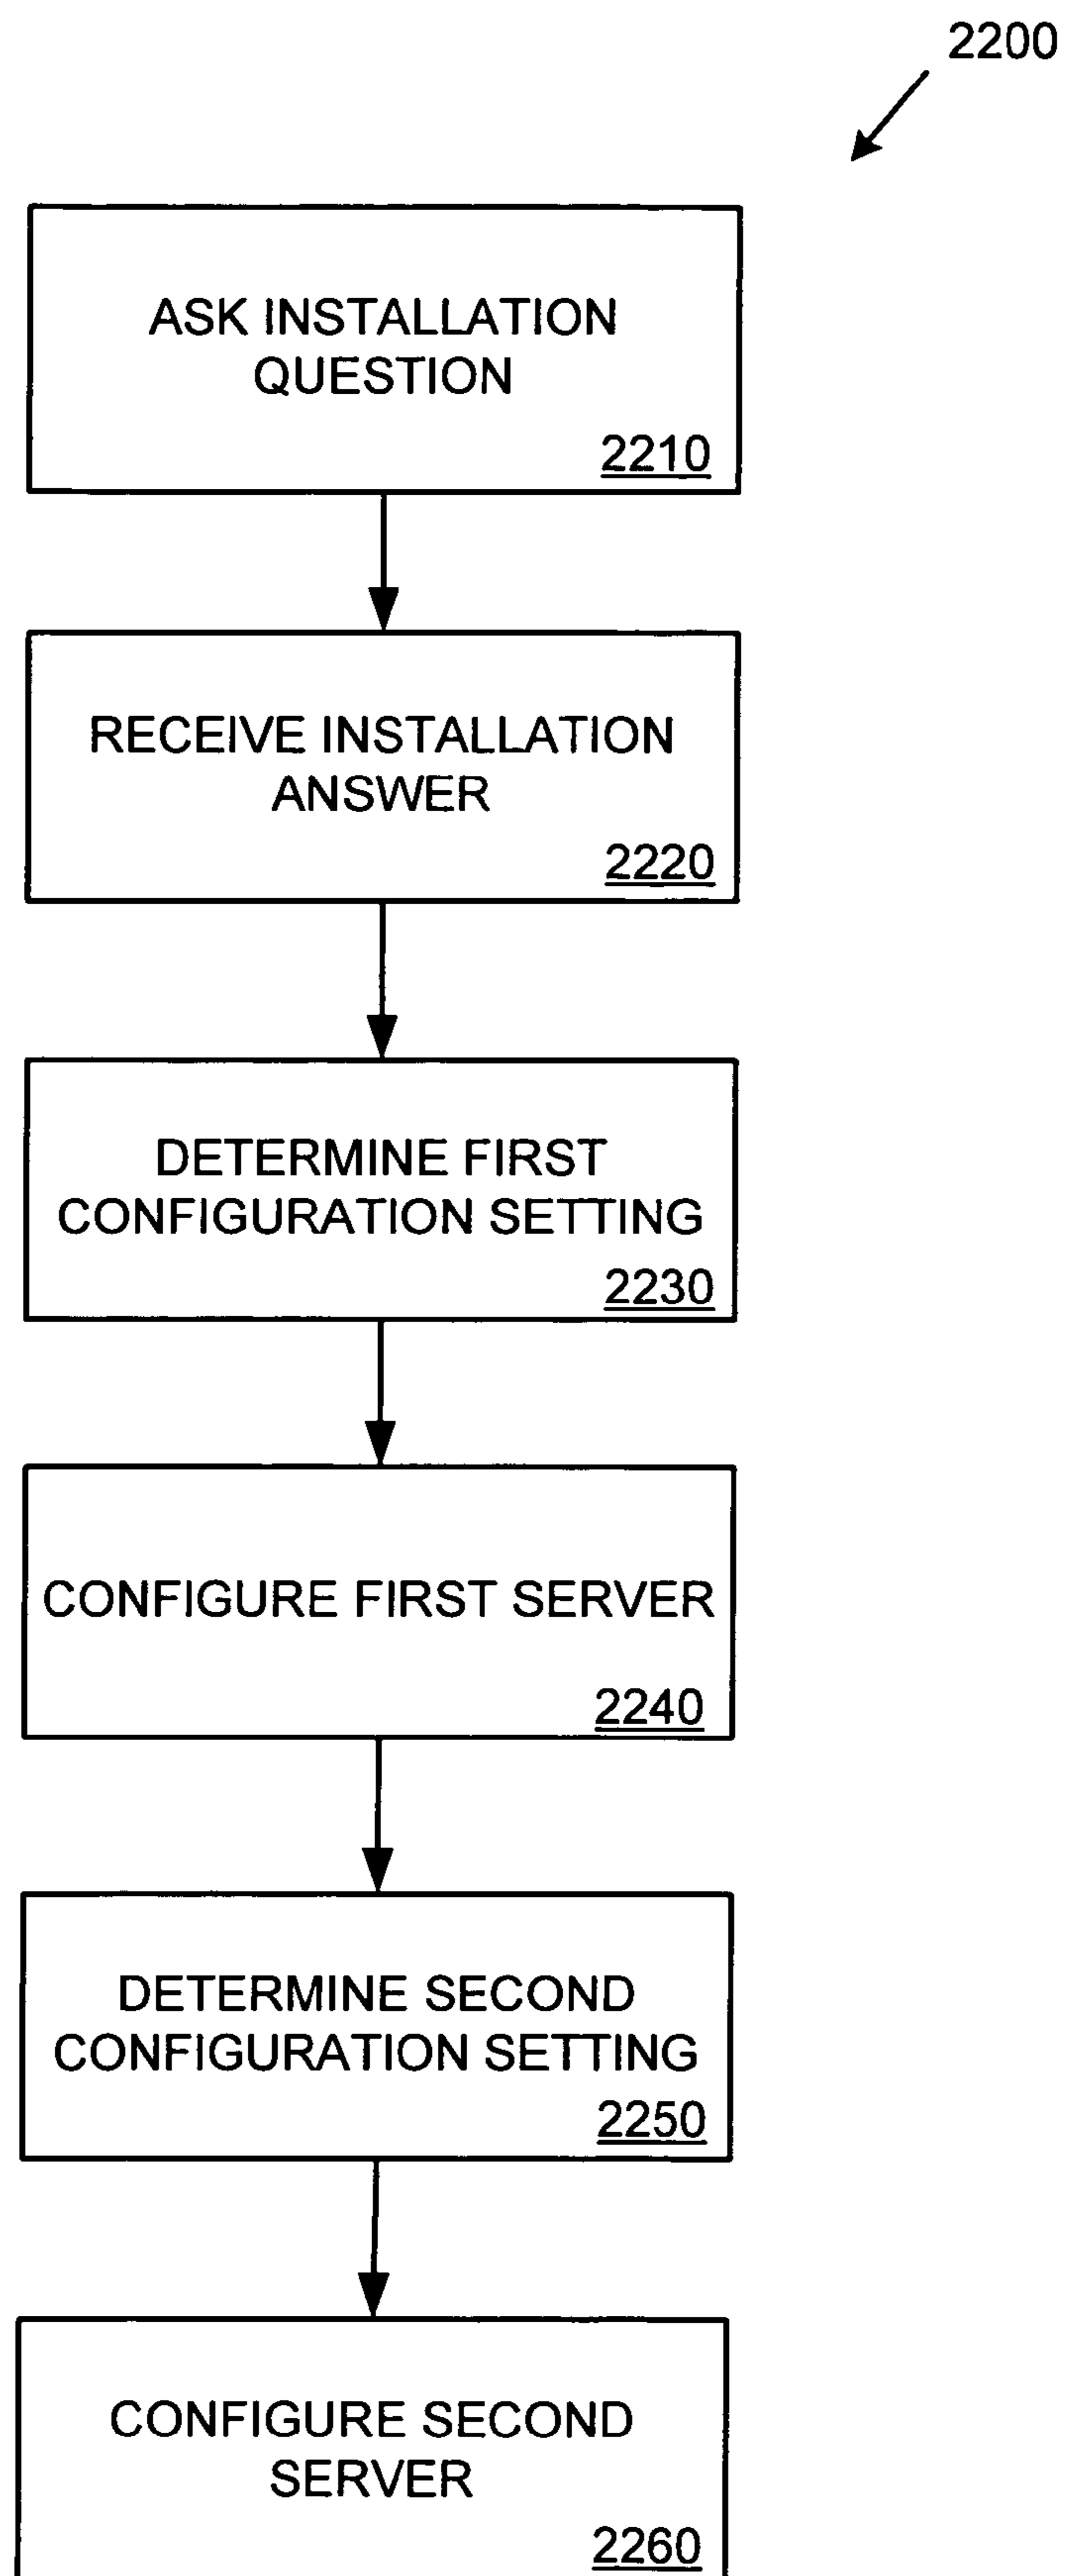 2200
ASK INSTALLATION
QUESTION
2210
RECEIVE INSTALLATION
ANSWER
2220
DETERMINE FIRST
CONFIGURATION SETTING
2230
CONFIGURE FIRST SERVER
2240
DETERMINE SECOND
CONFIGURATION SETTING
2250
CONFIGURE SECOND
SERVER
2260